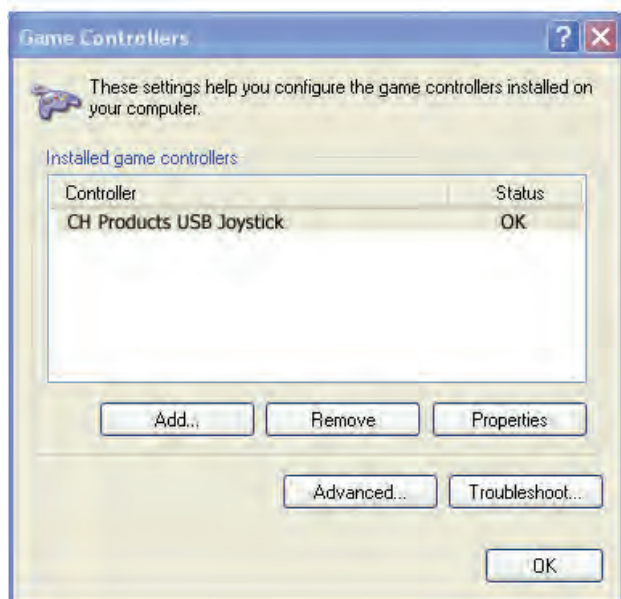 Game Controllers
These settings help you configure the game controllers installed on
your computer.
Installed game controllers
Controller Status
CH Products USB Joystick OK
Add... Remove Properties
Advanced... Troubleshoot...
OK